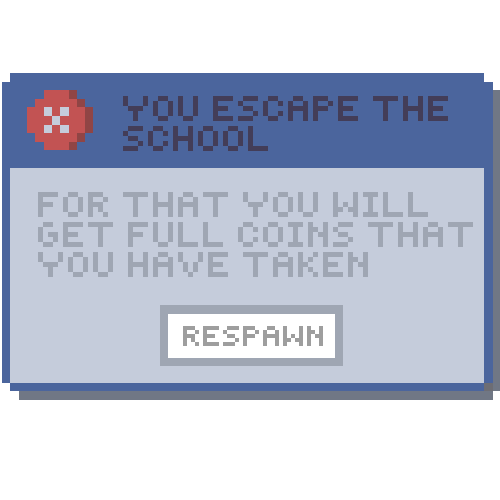 YOU ESCAPE THE
SCHOOL
FOR THAT YOU WILL
GET FULL COINS THAT
YOU HAVE TAKEN
RESPAWN